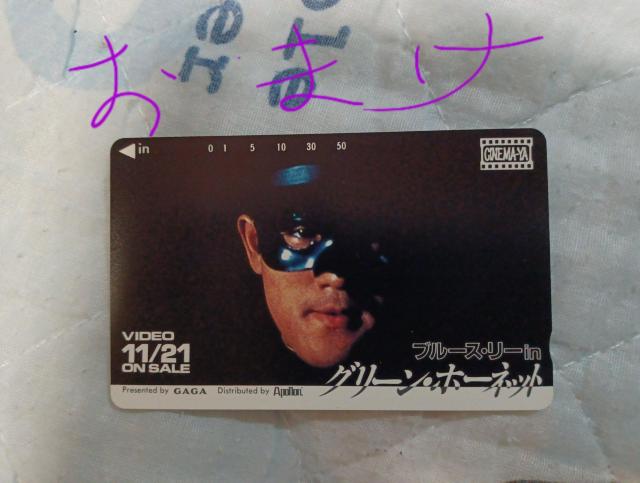 おまけ
in 0 1 5 10 30 50
CINEMA-YA
VIDEO
11/21
ON SALE
ブルース・リー in
グリーン・ホーネット
Presented by GAGA Distributed by Apollon